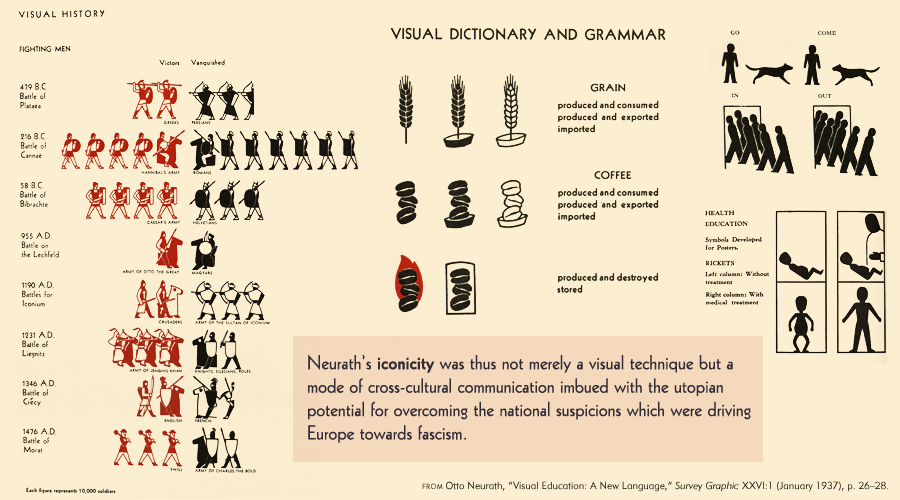 VISUAL HISTORY
FIGHTING MEN
Victors Vanquished
479 B.C.
Battle of
Plataea
GREEKS PERSIANS
216 B.C
Battle of
Cannae
HANNIBAL'S ARMY ROMANS
58 B.C
Battle of
Bibrachte
CAESAR'S ARMY HELVETIANS
955 A.D.
Battle on
the Lechfeld
ARMY OF OTTO THE GREAT MAGYARS
1190 A.D.
Battles for
Iconium
CRUSADERS ARMY OF THE SULTAN OF ICONIUM
1231 A.D.
Battle of
Liegnitz
ARMY OF JENGHIS KHAN KNIGHTS, SILESIANS, POLES
1346 A.D.
Battle of
Crécy
ENGLISH FRENCH
1476 A.D.
Battle of
Morat
SWISS ARMY OF CHARLES THE BOLD
Each figure represents 10,000 soldiers
VISUAL DICTIONARY AND GRAMMAR
GRAIN
produced and consumed
produced and exported
imported
COFFEE
produced and consumed
produced and exported
imported
produced and destroyed
stored
GO COME
IN OUT
HEALTH
EDUCATION
Symbols Developed
for Posters.
RICKETS
Left column: Without
treatment
Right column: With
medical treatment
Neurath's iconicity was thus not merely a visual technique but a
mode of cross-cultural communication imbued with the utopian
potential for overcoming the national suspicions which were driving
Europe towards fascism.
FROM Otto Neurath, "Visual Education: A New Language," Survey Graphic XXVI:1 (January 1937), p. 26–28.